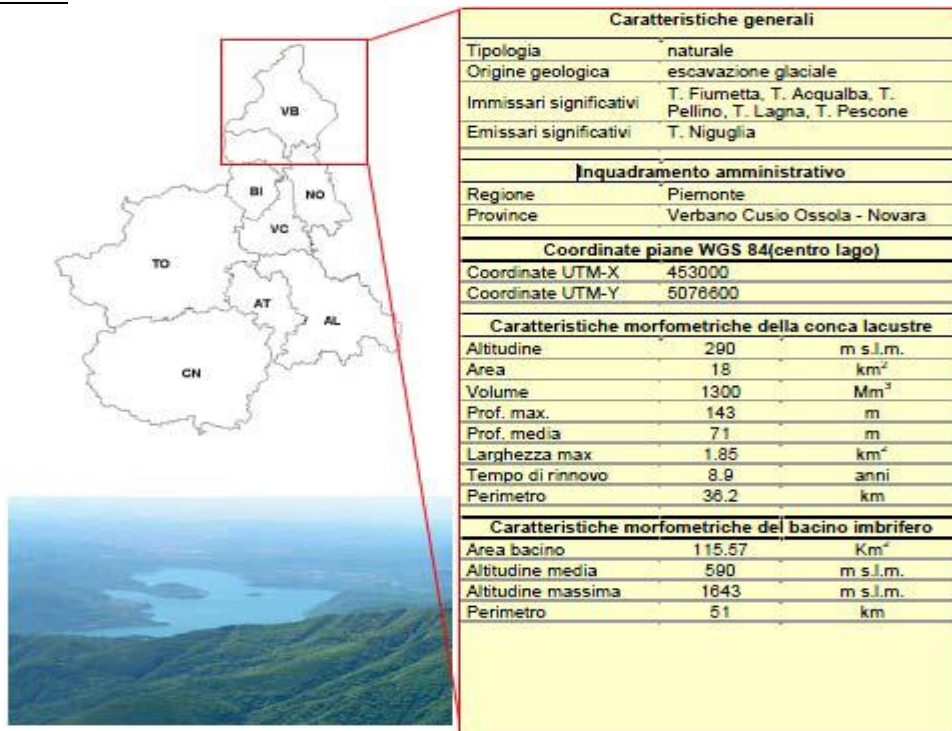 VB
BI
NO
VC
TO
AT
AL
CN
Caratteristiche generali
Tipologia naturale
Origine geologica escavazione glaciale
Immissari significativi T. Fiumetta, T. Acqualba, T. Pellino, T. Lagna, T. Pescone
Emissari significativi T. Niguglia
Inquadramento amministrativo
Regione Piemonte
Province Verbano Cusio Ossola - Novara
Coordinate piane WGS 84(centro lago)
Coordinate UTM-X 453000
Coordinate UTM-Y 5076600
Caratteristiche morfometriche della conca lacustre
Altitudine 290 m s.l.m.
Area 18 km²
Volume 1300 Mm³
Prof. max. 143 m
Prof. media 71 m
Larghezza max 1.85 km²
Tempo di rinnovo 8.9 anni
Perimetro 36.2 km
Caratteristiche morfometriche del bacino imbrifero
Area bacino 115.57 Km²
Altitudine media 590 m s.l.m.
Altitudine massima 1643 m s.l.m.
Perimetro 51 km